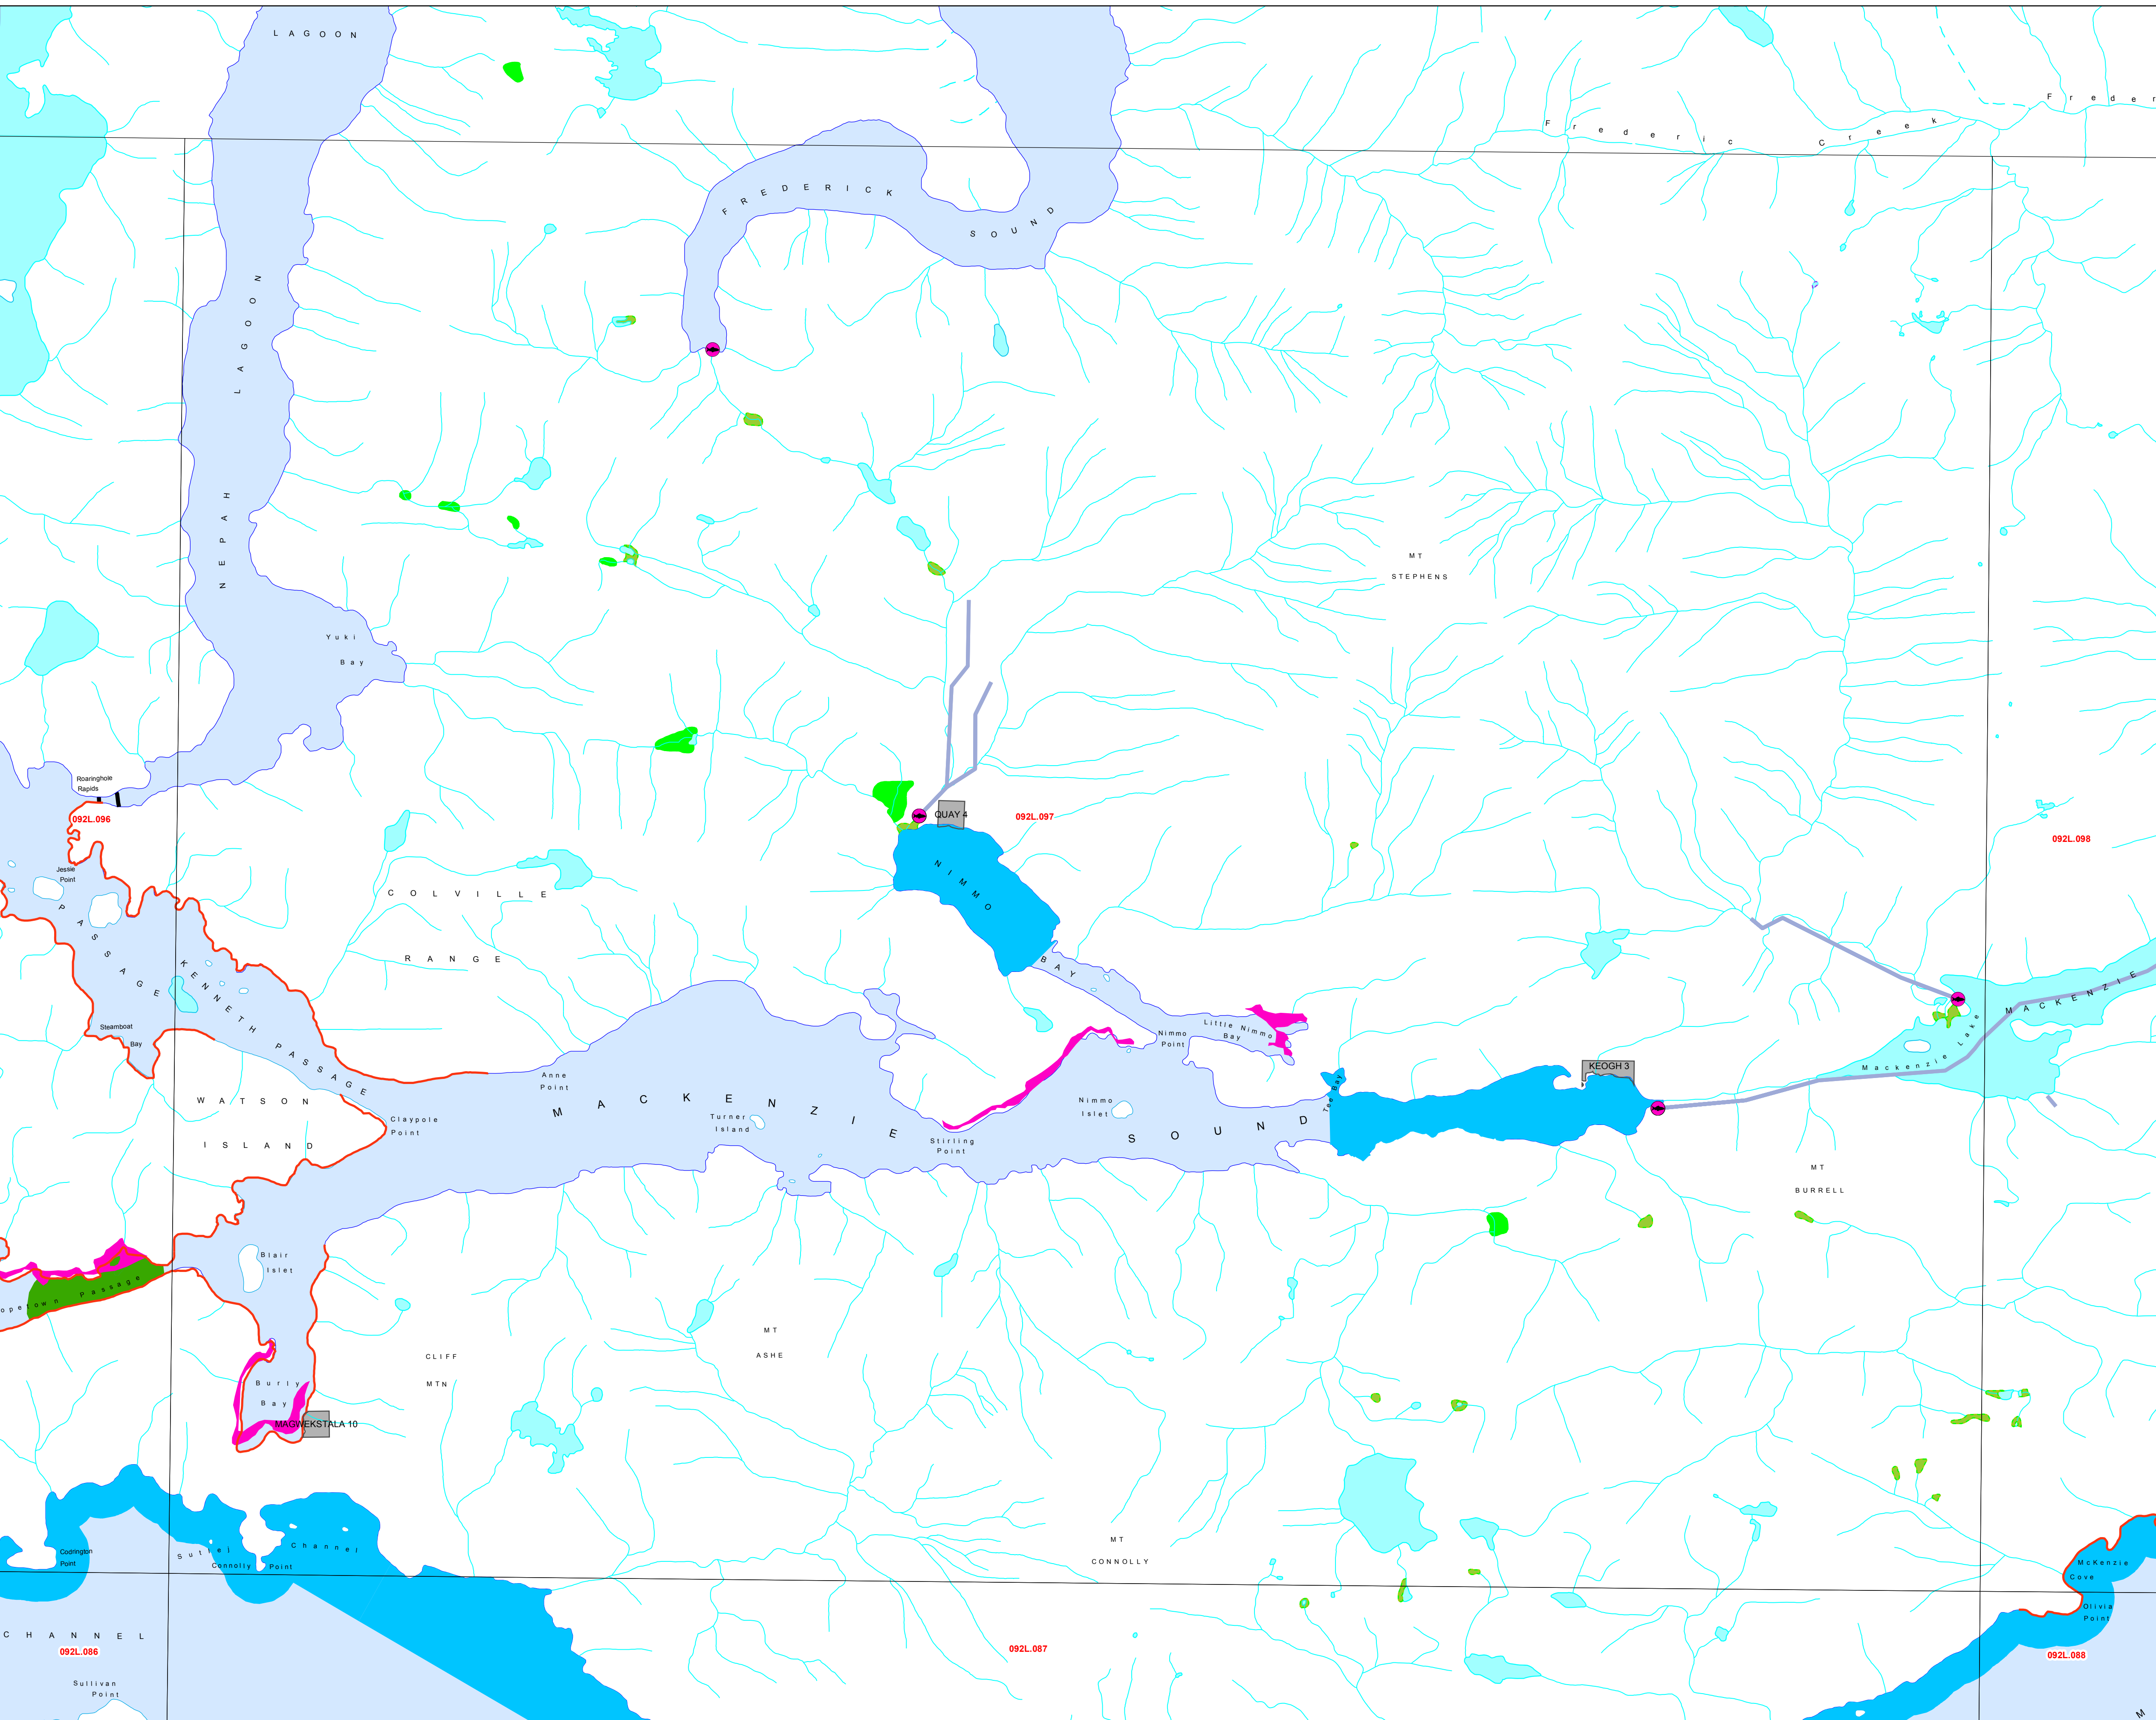 LAGOON
Freder
Frederic Creek
FREDERICK
SOUND
NEPAH LAGOON
MT
STEPHENS
Yuki
Bay
Roaringhole
Rapids
092L.096
QUAY 4
092L.097
092L.098
Jessie
Point
PASSAGE
COLVILLE
RANGE
NIMMO
BAY
KENNETH PASSAGE
Steamboat
Bay
Little Nimmo
Bay
Nimmo
Point
MACKENZIE
Mackenzie Lake
KEOGH 3
Anne
Point
The Bay
WATSON
ISLAND
Claypole
Point
MACKENZIE
SOUND
Turner
Island
Nimmo
Islet
Stirling
Point
MT
BURRELL
Blair
Islet
opetown Passage
MT
ASHE
CLIFF
MTN
Burly
Bay
MAGWEKSTALA 10
MT
CONNOLLY
Codrington
Point
Sutlej Channel
Connolly Point
McKenzie
Cove
Olivia
Point
CHANNEL
092L.086
092L.087
092L.088
Sullivan
Point
M